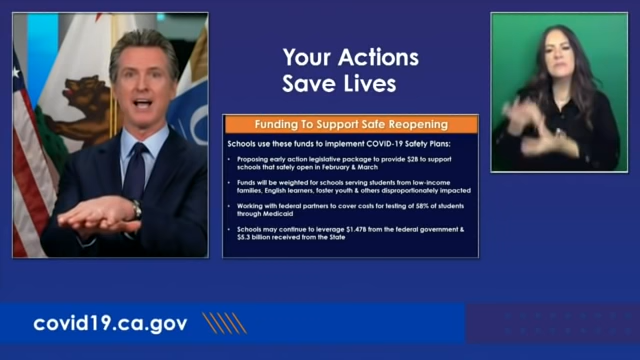 Your Actions
Save Lives
Funding To Support Safe Reopening
Schools use these funds to implement COVID-19 Safety Plans:
• Proposing early action legislative package to provide $2B to support
schools that safely open in February & March
• Funds will be weighted for schools serving students from low-income
families, English learners, foster youth & others disproportionately impacted
• Working with federal partners to cover costs for testing of 58% of students
through Medicaid
• Schools may continue to leverage $1.47B from the federal government &
$5.3 billion received from the State
covid19.ca.gov